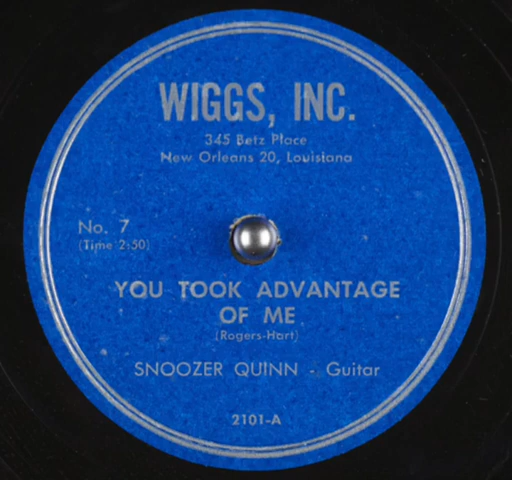 WIGGS, INC.
345 Betz Place
New Orleans 20, Louisiana
No. 7
(Time 2:50)
YOU TOOK ADVANTAGE
OF ME
(Rogers-Hart)
SNOOZER QUINN - Guitar
2101-A